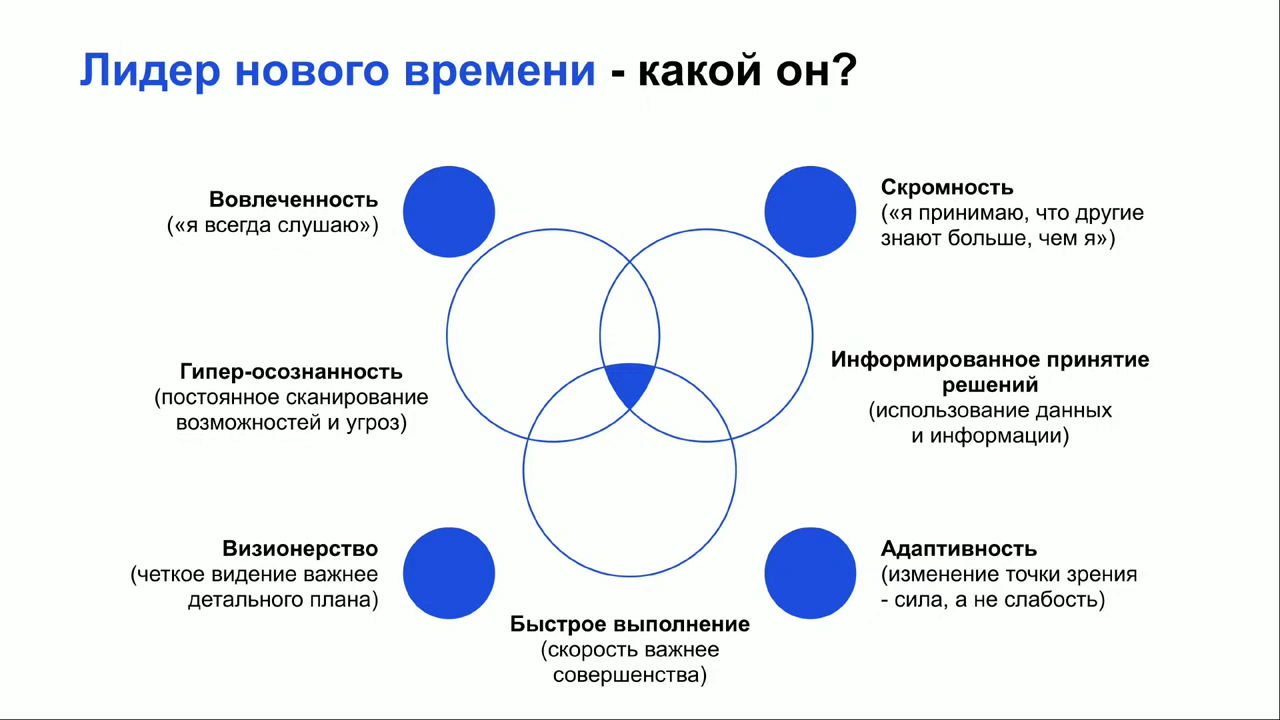 Лидер нового времени - какой он?
Вовлеченность
(«я всегда слушаю»)
Скромность
(«я принимаю, что другие
знают больше, чем я»)
Гипер-осознанность
(постоянное сканирование
возможностей и угроз)
Информированное принятие
решений
(использование данных
и информации)
Визионерство
(четкое видение важнее
детального плана)
Адаптивность
(изменение точки зрения
- сила, а не слабость)
Быстрое выполнение
(скорость важнее
совершенства)